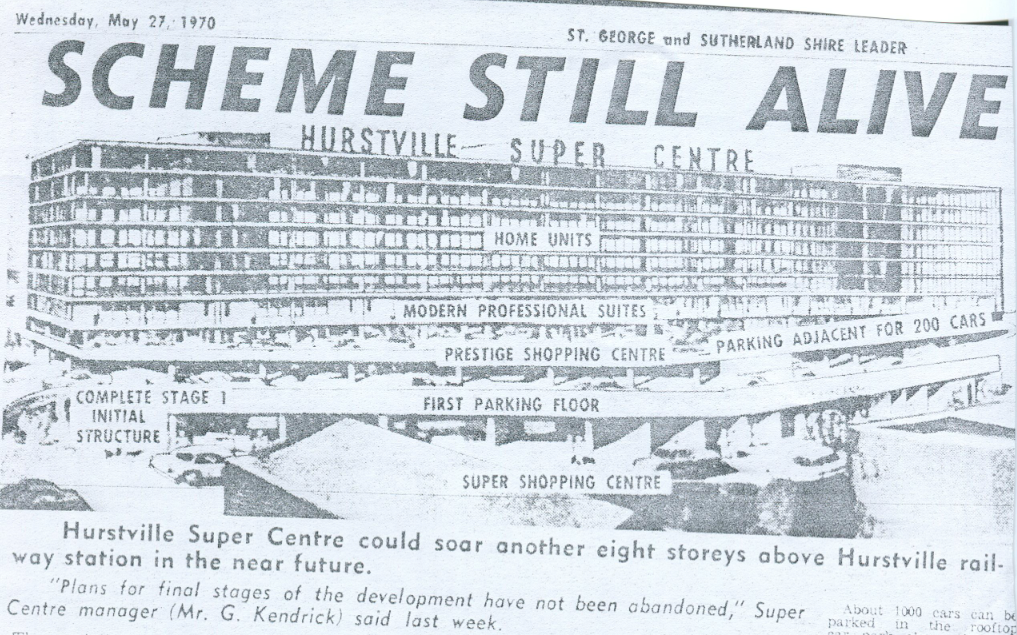 Wednesday, May 27, 1970
ST. GEORGE and SUTHERLAND SHIRE LEADER
SCHEME STILL ALIVE
HURSTVILLE SUPER CENTRE
HOME UNITS
MODERN PROFESSIONAL SUITES
PARKING ADJACENT FOR 200 CARS
PRESTIGE SHOPPING CENTRE
COMPLETE STAGE 1
INITIAL
STRUCTURE
FIRST PARKING FLOOR
SUPER SHOPPING CENTRE
Hurstville Super Centre could soar another eight storeys above Hurstville rail-
way station in the near future.
"Plans for final stages of the development have not been abandoned," Super
Centre manager (Mr. G. Kendrick) said last week.
About 1000 cars can be
parked in the rooftop